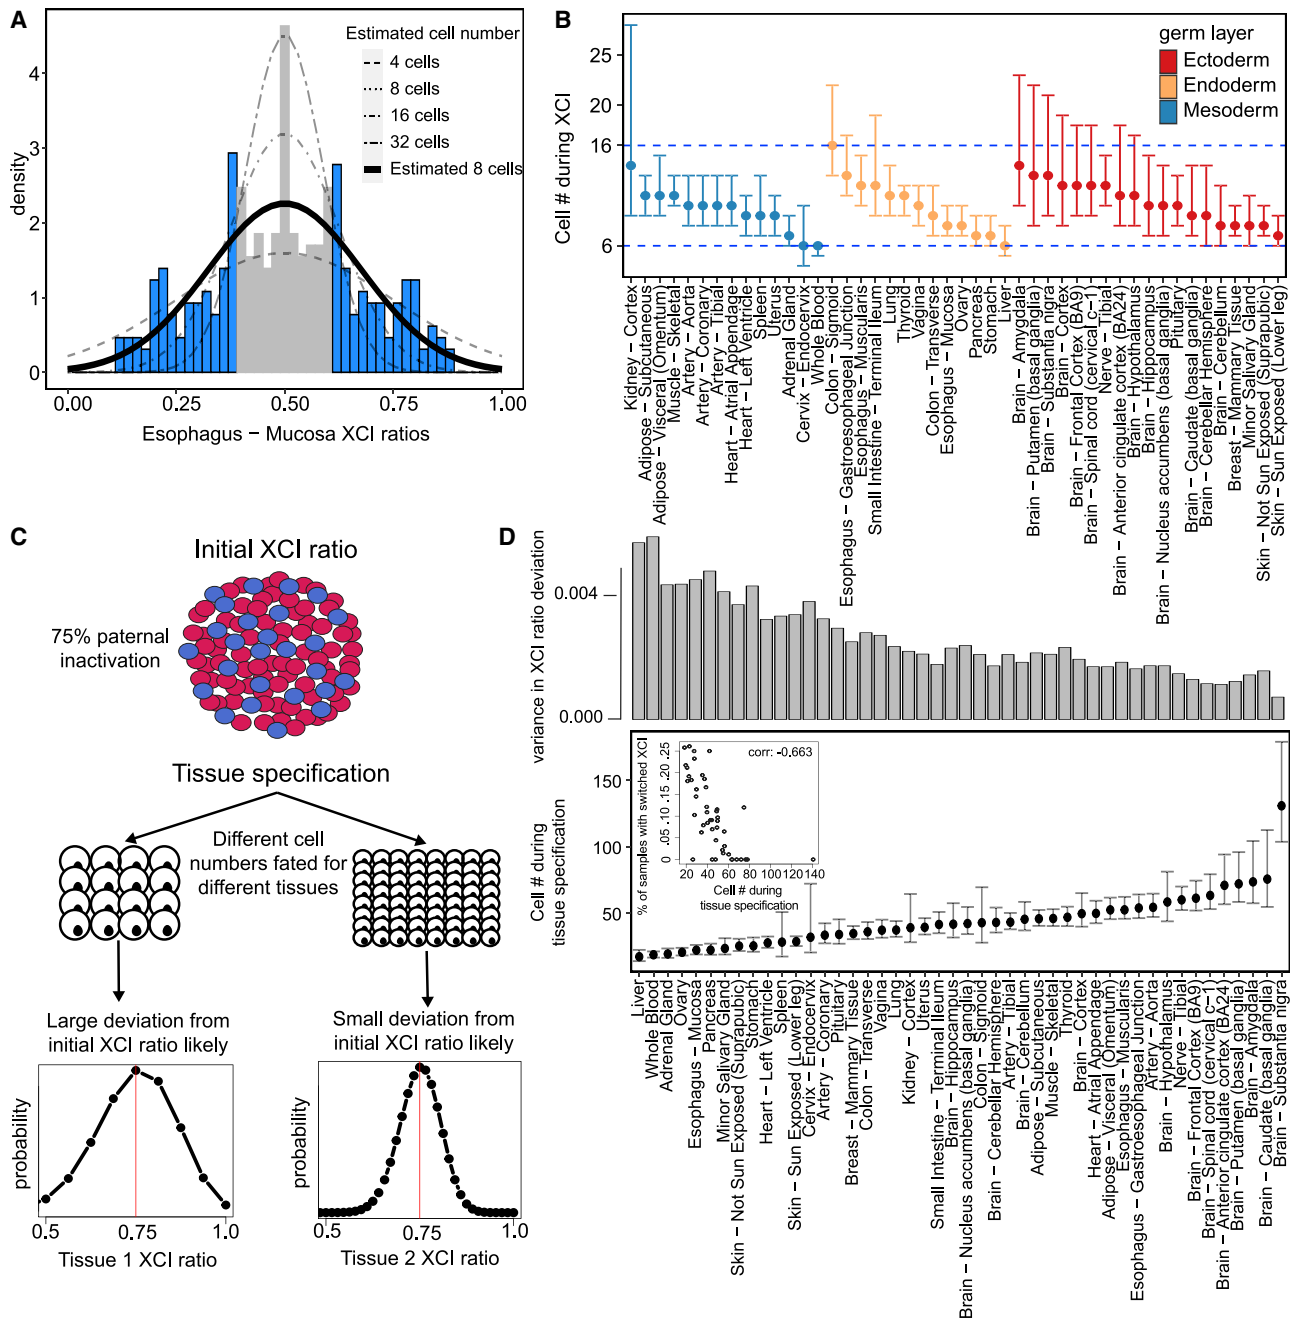 A
Estimated cell number
4 cells
8 cells
16 cells
32 cells
Estimated 8 cells
density
4
3
2
1
0
0.00
0.25
0.50
0.75
1.00
Esophagus − Mucosa XCI ratios
B
germ layer
Ectoderm
Endoderm
Mesoderm
Cell # during XCI
25
20
16
6
Kidney − Cortex
Adipose − Subcutaneous
Adipose − Visceral (Omentum)
Muscle − Skeletal
Artery − Aorta
Artery − Coronary
Artery − Tibial
Heart − Atrial Appendage
Heart − Left Ventricle
Spleen
Uterus
Adrenal Gland
Cervix − Endocervix
Whole Blood
Colon − Sigmoid
Esophagus − Gastroesophageal Junction
Esophagus − Muscularis
Small Intestine − Terminal Ileum
Lung
Thyroid
Vagina
Colon − Transverse
Esophagus − Mucosa
Ovary
Pancreas
Stomach
Liver
Brain − Amygdala
Brain − Putamen (basal ganglia)
Brain − Substantia nigra
Brain − Cortex
Brain − Frontal Cortex (BA9)
Brain − Spinal cord (cervical c−1)
Nerve − Tibial
Brain − Anterior cingulate cortex (BA24)
Brain − Hypothalamus
Brain − Hippocampus
Brain − Nucleus accumbens (basal ganglia)
Pituitary
Brain − Caudate (basal ganglia)
Brain − Cerebellar Hemisphere
Brain − Cerebellum
Breast − Mammary Tissue
Minor Salivary Gland
Skin − Not Sun Exposed (Suprapubic)
Skin − Sun Exposed (Lower leg)
C
Initial XCI ratio
75% paternal
inactivation
Tissue specification
Different cell
numbers fated for
different tissues
Large deviation from
initial XCI ratio likely
Small deviation from
initial XCI ratio likely
probability
0.5
0.75
1.0
Tissue 1 XCI ratio
probability
0.5
0.75
1.0
Tissue 2 XCI ratio
D
variance in XCI ratio deviation
0.004
0.000
Cell # during
tissue specification
150
100
50
% of samples with switched XCI
0 .05 .10 .15 .20 .25
corr: -0.663
20 40 60 80 100 120 140
Cell # during
tissue specification
Liver
Whole Blood
Adrenal Gland
Ovary
Esophagus − Mucosa
Pancreas
Minor Salivary Gland
Skin − Not Sun Exposed (Suprapubic)
Stomach
Heart − Left Ventricle
Spleen
Skin − Sun Exposed (Lower leg)
Cervix − Endocervix
Artery − Coronary
Pituitary
Breast − Mammary Tissue
Colon − Transverse
Vagina
Lung
Kidney − Cortex
Uterus
Small Intestine − Terminal Ileum
Brain − Hippocampus
Brain − Nucleus accumbens (basal ganglia)
Colon − Sigmoid
Brain − Cerebellar Hemisphere
Artery − Tibial
Brain − Cerebellum
Adipose − Subcutaneous
Muscle − Skeletal
Thyroid
Brain − Cortex
Heart − Atrial Appendage
Adipose − Visceral (Omentum)
Esophagus − Muscularis
Esophagus − Gastroesophageal Junction
Artery − Aorta
Brain − Hypothalamus
Nerve − Tibial
Brain − Frontal Cortex (BA9)
Brain − Spinal cord (cervical c−1)
Brain − Anterior cingulate cortex (BA24)
Brain − Putamen (basal ganglia)
Brain − Amygdala
Brain − Caudate (basal ganglia)
Brain − Substantia nigra